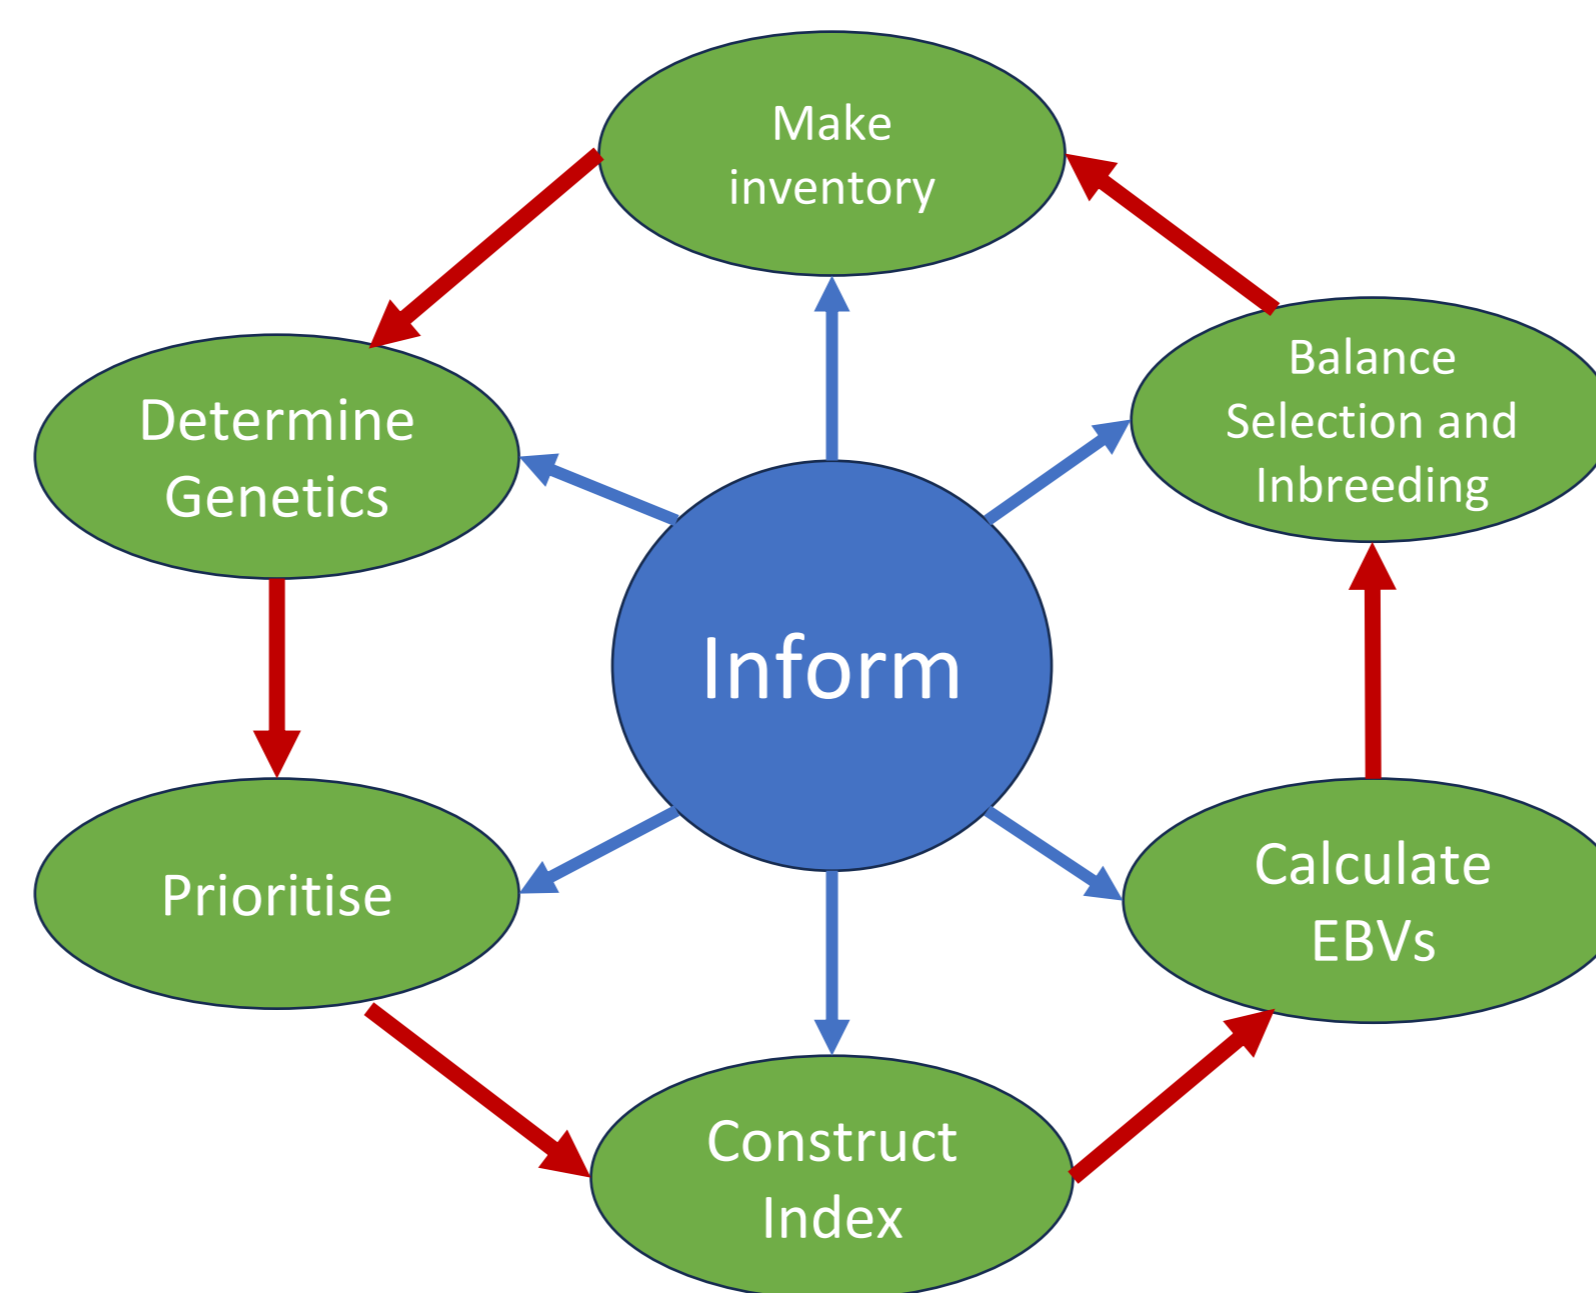 Make
inventory
Determine
Genetics
Balance
Selection and
Inbreeding
Inform
Prioritise
Calculate
EBVs
Construct
Index